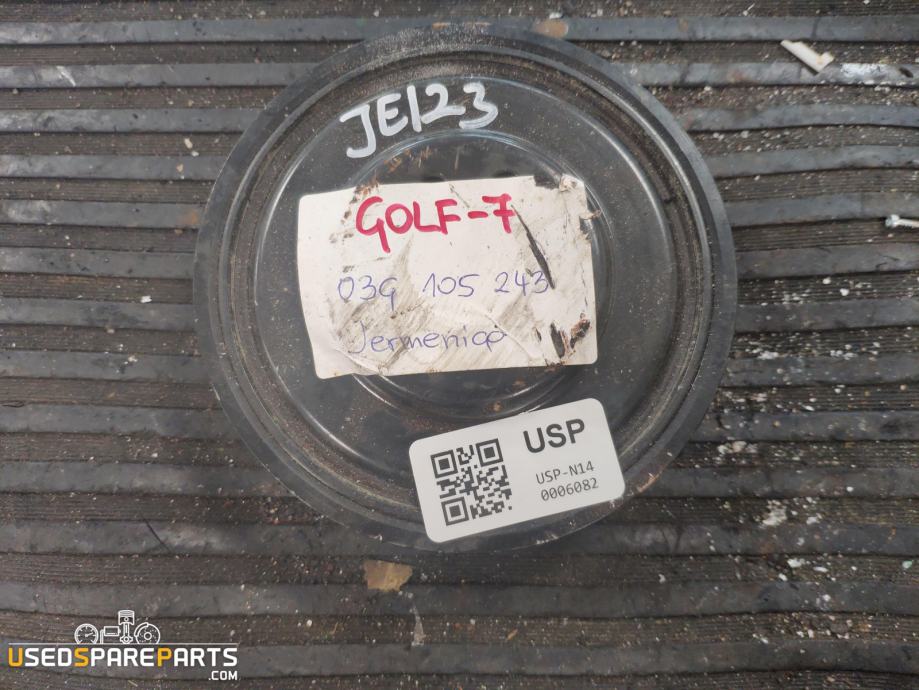 JE123
GOLF-7
03G 105 243
Jermenica
USP
USP-N14
0006082
USEDSPAREPARTS
.COM